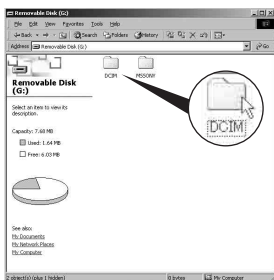 Removable Disk (G:)
File Edit View Favorites Tools Help
Back Search Folders History
Address Removable Disk (G:) Go
Removable Disk (G:)
Select an item to view its description.
Capacity: 7.68 MB
Used: 1.64 MB
Free: 6.03 MB
See also:
My Documents
My Network Places
My Computer
DCIM MSSONY
DCIM
2 object(s) (plus 1 hidden) 0 bytes My Computer